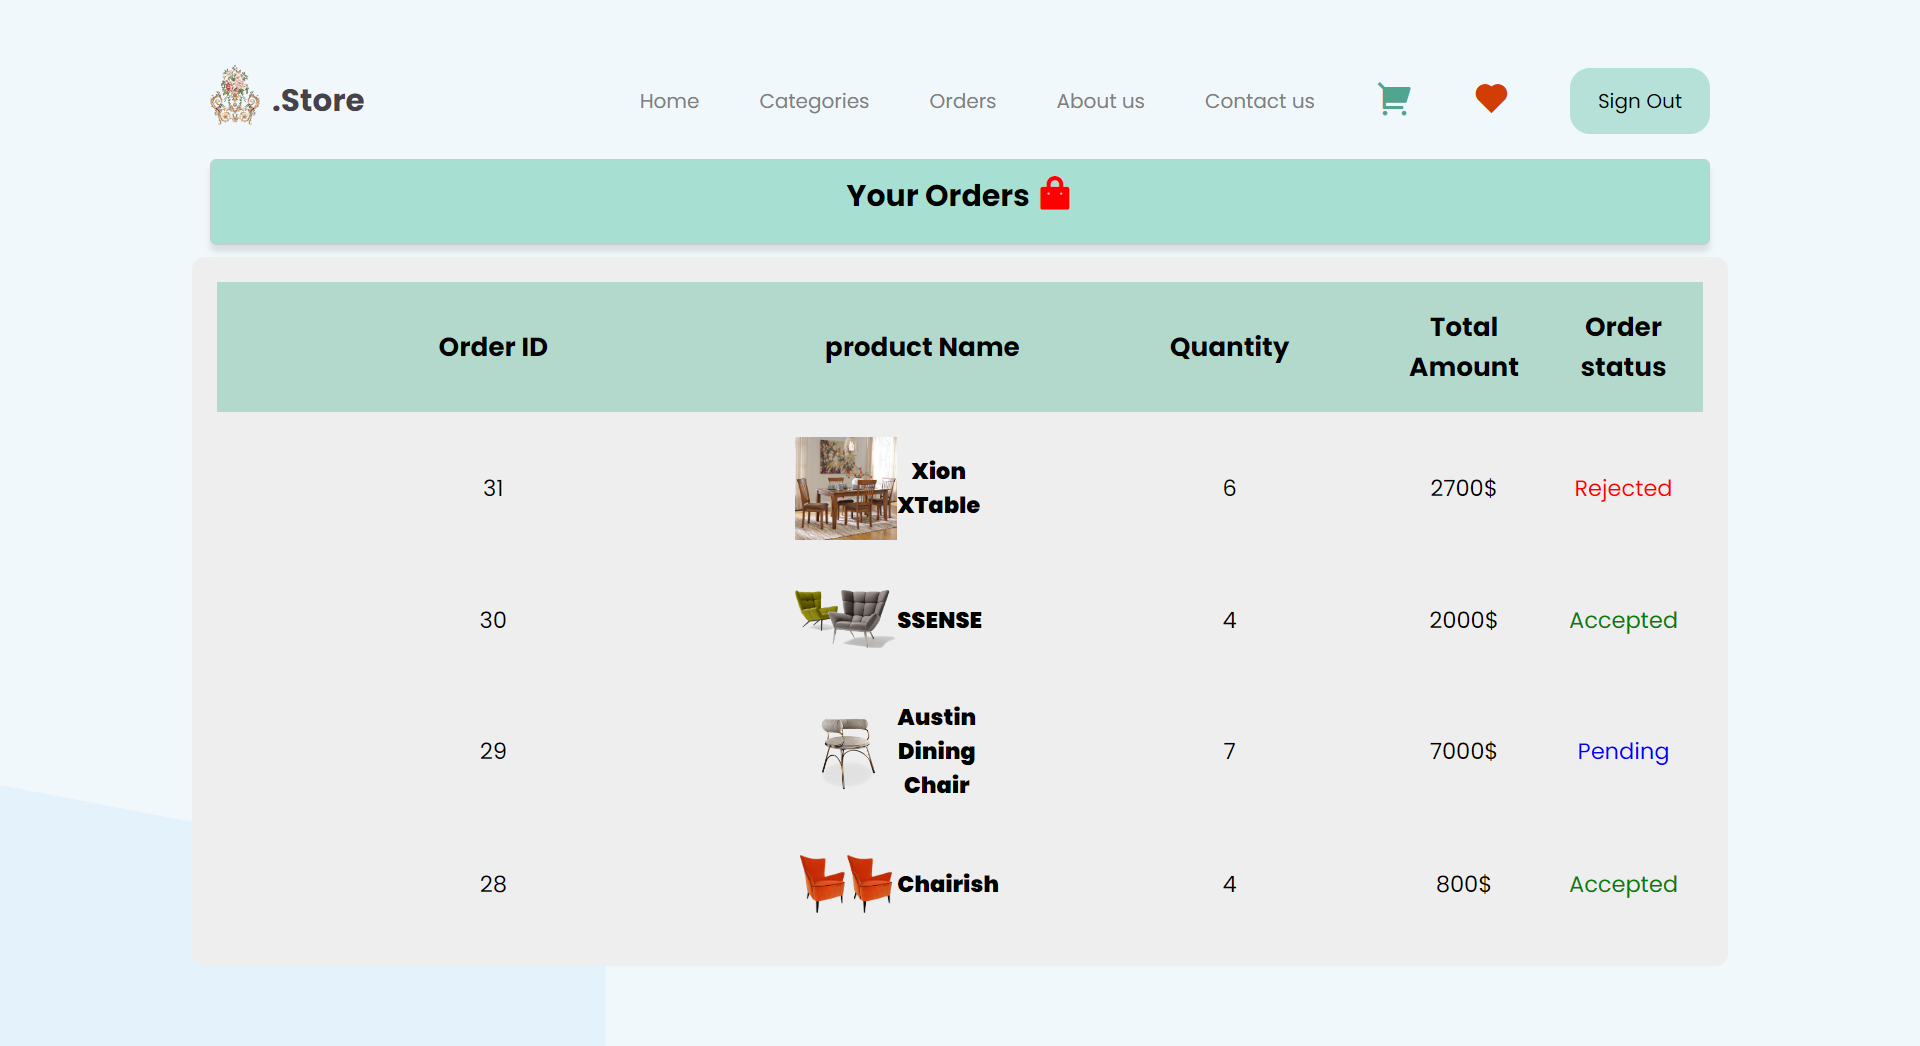 .Store
Home
Categories
Orders
About us
Contact us
Sign Out
Your Orders
Order ID
product Name
Quantity
Total
Amount
Order
status
31
Xion
XTable
6
2700$
Rejected
30
SSENSE
4
2000$
Accepted
29
Austin
Dining
Chair
7
7000$
Pending
28
Chairish
4
800$
Accepted